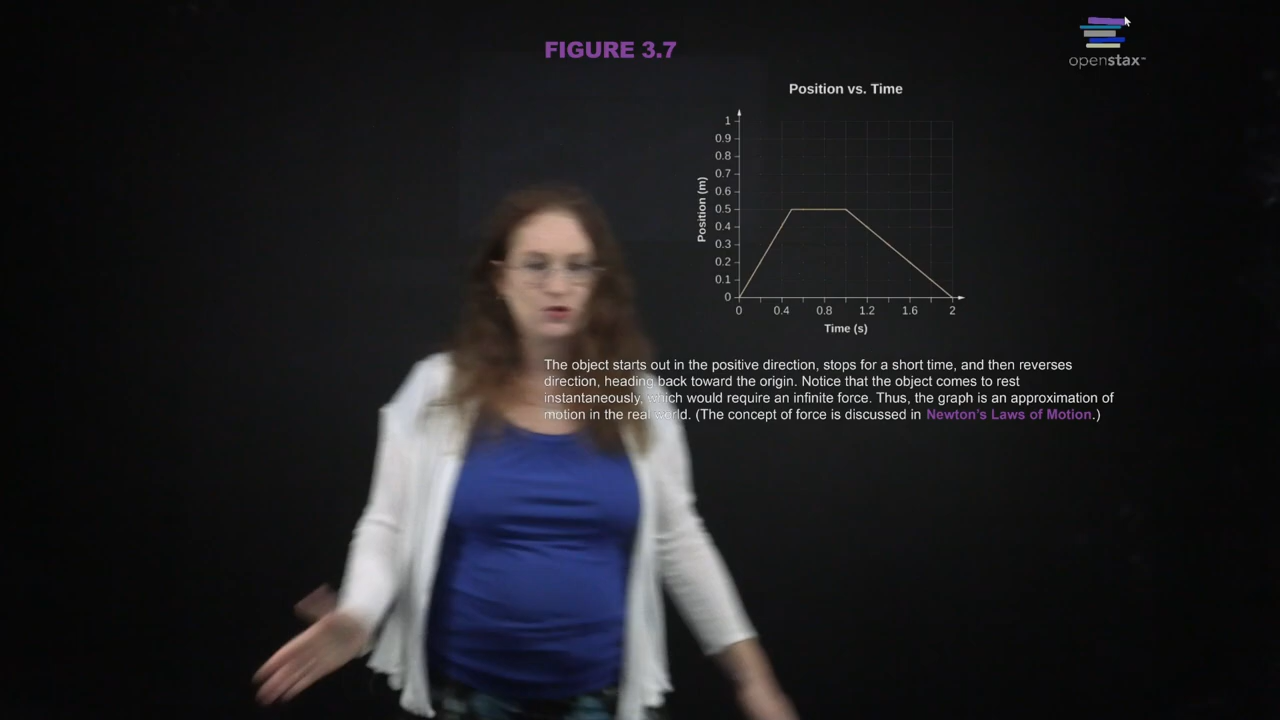 FIGURE 3.7
openstax™
Position vs. Time
1
0.9
0.8
0.7
0.6
0.5
0.4
0.3
0.2
0.1
0
Position (m)
0 0.4 0.8 1.2 1.6 2
Time (s)
The object starts out in the positive direction, stops for a short time, and then reverses
direction, heading back toward the origin. Notice that the object comes to rest
instantaneously, which would require an infinite force. Thus, the graph is an approximation of
motion in the real world. (The concept of force is discussed in Newton's Laws of Motion.)